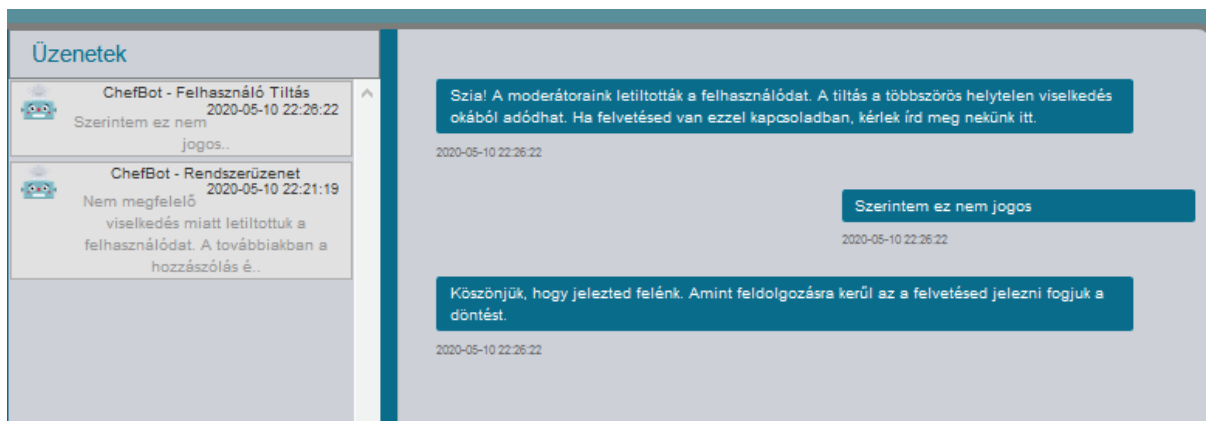 Üzenetek
ChefBot - Felhasználó Tiltás
2020-05-10 22:26:22
Szerintem ez nem
jogos..
ChefBot - Rendszerüzenet
2020-05-10 22:21:19
Nem megfelelő
viselkedés miatt letiltottuk a
felhasználódat. A továbbiakban a
hozzászólás é..
Szia! A moderátoraink letiltották a felhasználódat. A tiltás a többszörös helytelen viselkedés
okából adódhat. Ha felvetésed van ezzel kapcsoladban, kérlek írd meg nekünk itt.
2020-05-10 22:26:22
Szerintem ez nem jogos
2020-05-10 22:26:22
Köszönjük, hogy jelezted felénk. Amint feldolgozásra kerűl az a felvetésed jelezni fogjuk a
döntést.
2020-05-10 22:26:22